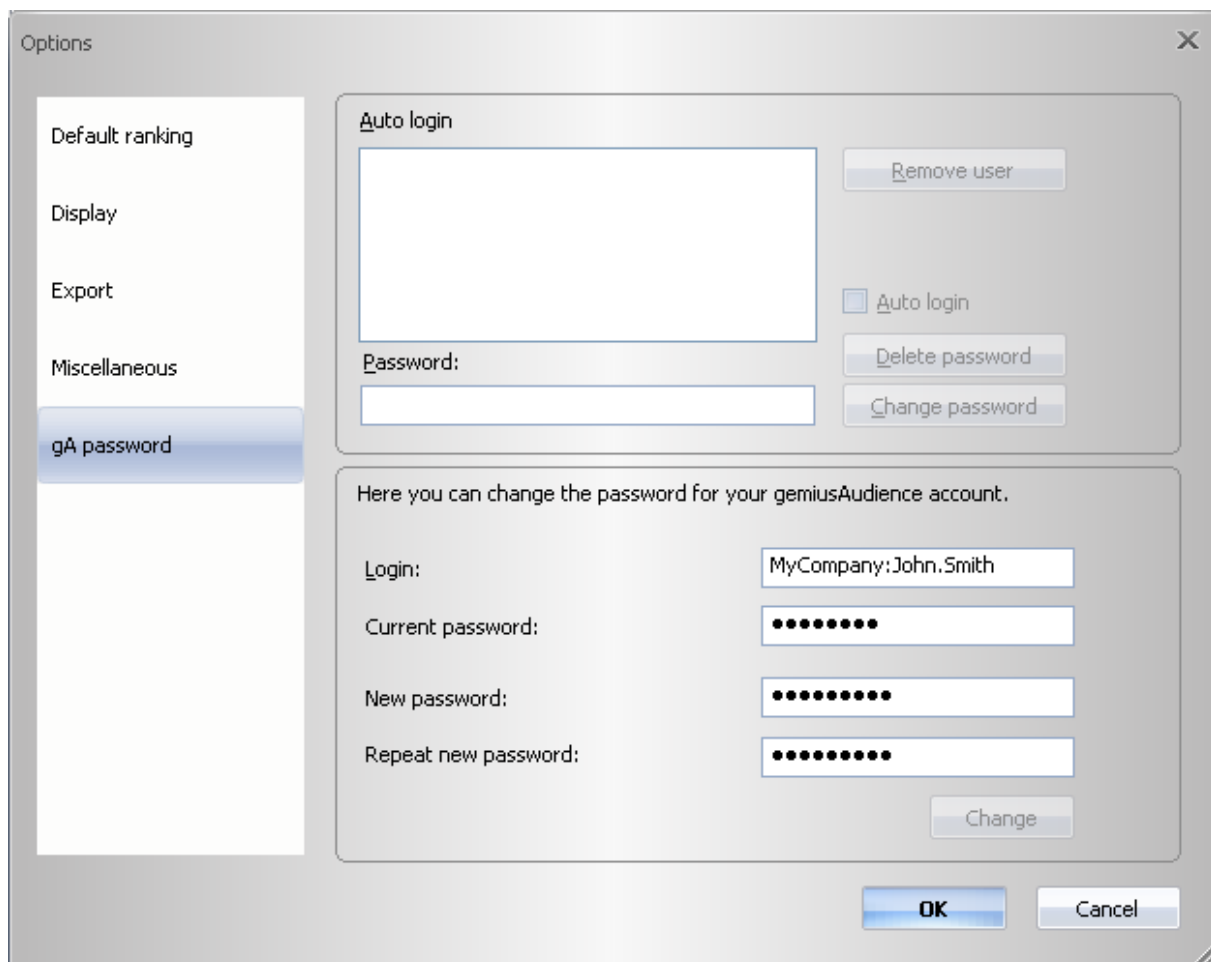 Options
Default ranking
Display
Export
Miscellaneous
gA password
Auto login
Remove user
Auto login
Password:
Delete password
Change password
Here you can change the password for your gemiusAudience account.
Login:
MyCompany:John.Smith
Current password:
●●●●●●●●
New password:
●●●●●●●●●
Repeat new password:
●●●●●●●●●
Change
OK
Cancel